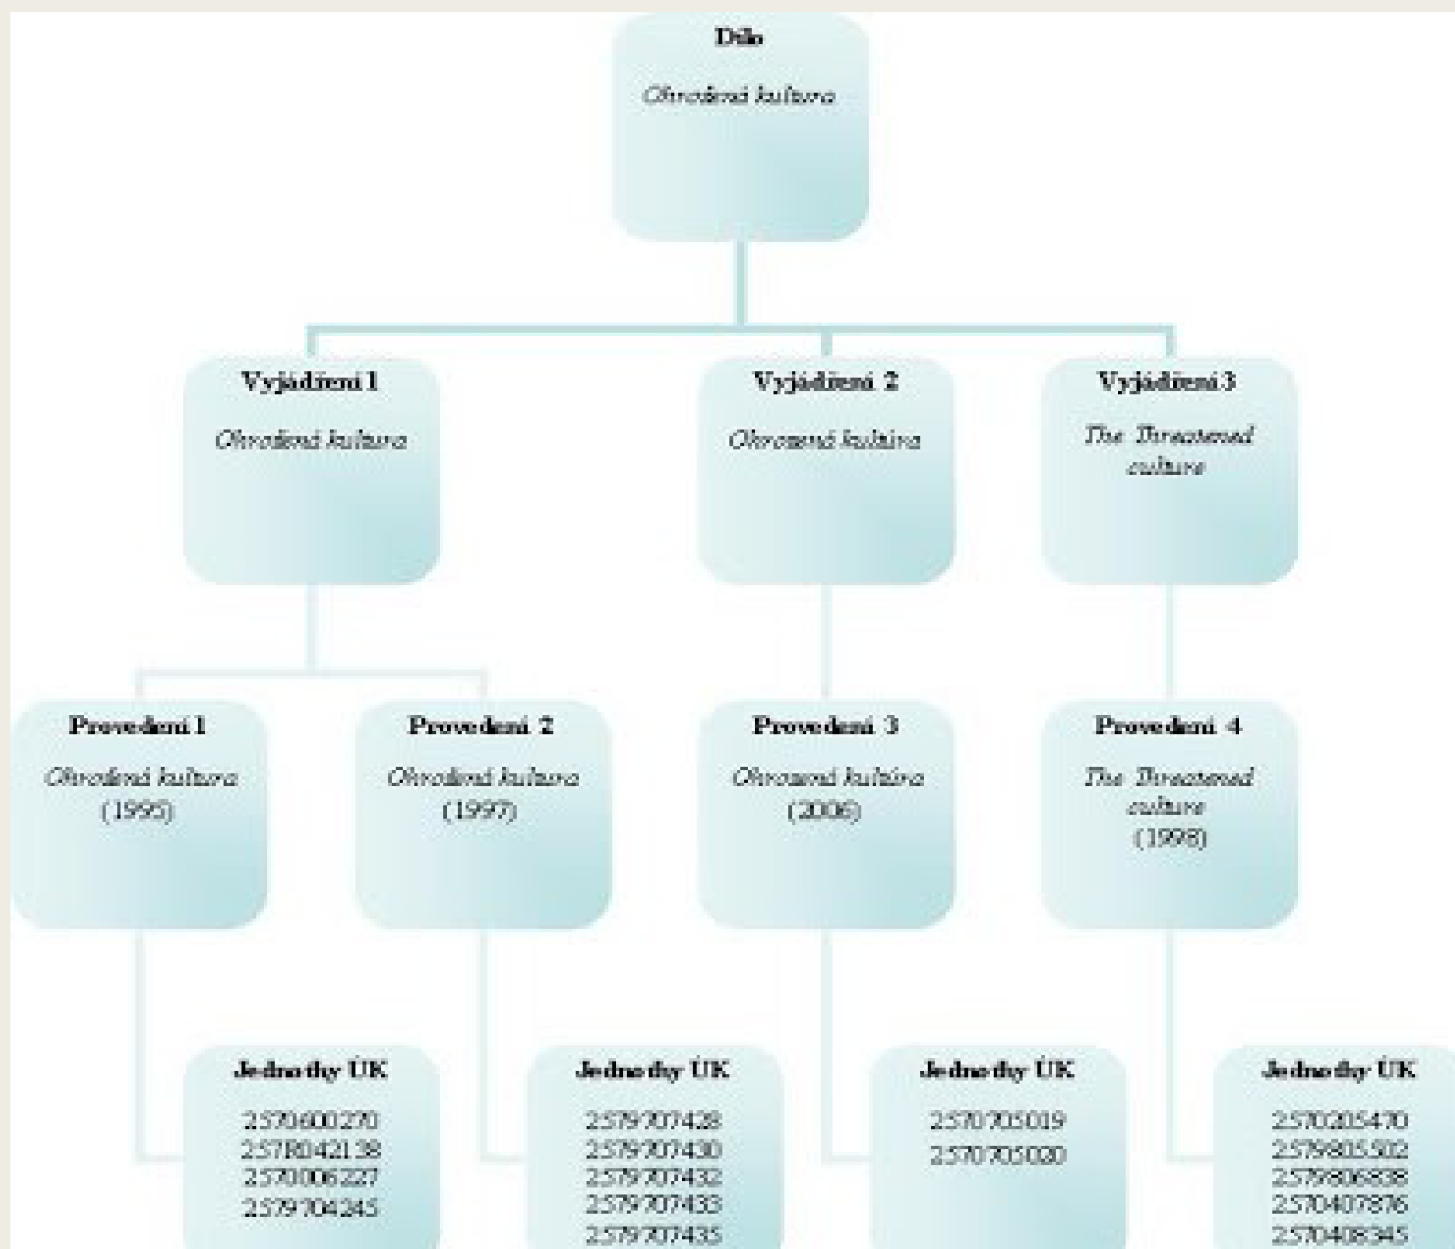 Dílo
Ohrožená kultura
Vyjádření 1
Ohrožená kultura
Vyjádření 2
Ohrozená kultúra
Vyjádření 3
The Threatened
culture
Provedení 1
Ohrožená kultura
(1995)
Provedení 2
Ohrožená kultura
(1997)
Provedení 3
Ohrozená kultúra
(2006)
Provedení 4
The Threatened
culture
(1998)
Jednotky ÚK
2570600270
257R042138
2570006227
2579704245
Jednotky ÚK
2579707428
2579707430
2579707432
2579707433
2579707435
Jednotky ÚK
2570705019
2570705020
Jednotky ÚK
2570205470
2579805502
2579806838
2570407876
2570408345